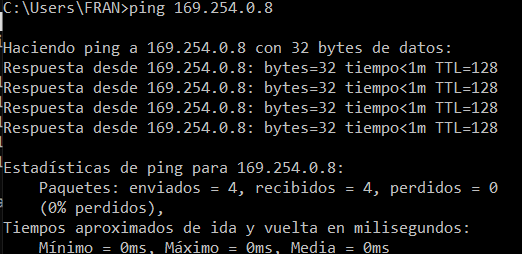 C:\Users\FRAN>ping 169.254.0.8
Haciendo ping a 169.254.0.8 con 32 bytes de datos:
Respuesta desde 169.254.0.8: bytes=32 tiempo<1m TTL=128
Respuesta desde 169.254.0.8: bytes=32 tiempo<1m TTL=128
Respuesta desde 169.254.0.8: bytes=32 tiempo<1m TTL=128
Respuesta desde 169.254.0.8: bytes=32 tiempo<1m TTL=128
Estadísticas de ping para 169.254.0.8:
Paquetes: enviados = 4, recibidos = 4, perdidos = 0
(0% perdidos),
Tiempos aproximados de ida y vuelta en milisegundos:
Mínimo = 0ms, Máximo = 0ms, Media = 0ms